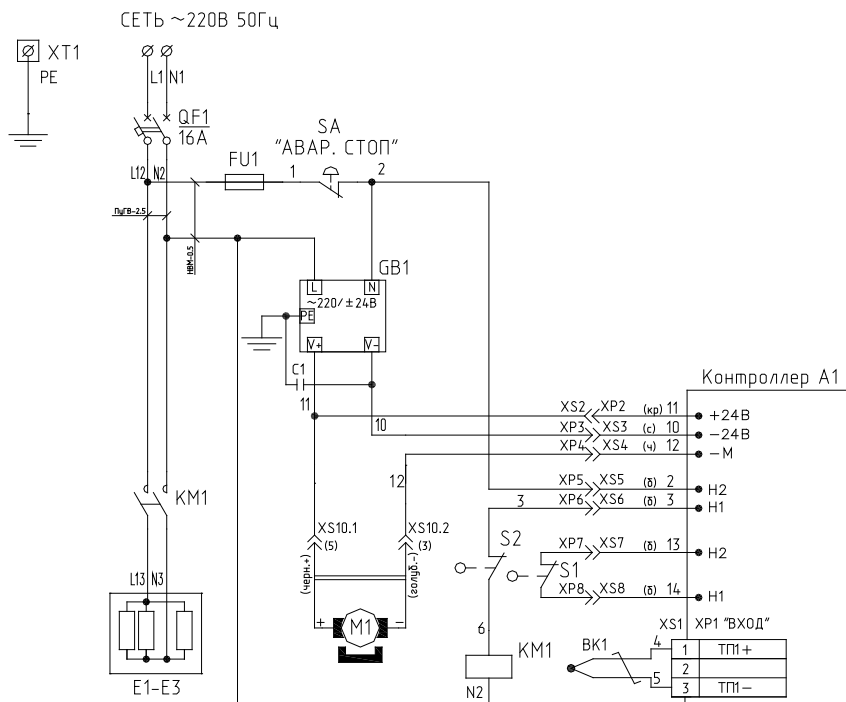 СЕТЬ ~220В 50Гц
XT1
PE
L1 N1
QF1
16A
SA
"АВАР. СТОП"
FU1
1
2
L12 N2
ПуГВ-2.5
НВМ-0.5
GB1
L
N
~220/±24В
PE
V+
V-
C1
11
10
Контроллер А1
XS2 XP2 (кр) 11 +24В
XP3 XS3 (с) 10 -24В
XP4 XS4 (ч) 12 -М
12
XP5 XS5 (б) 2 Н2
3
XP6 XS6 (б) 3 Н1
KM1
XS10.1
(5)
XS10.2
(3)
S2
XP7 XS7 (б) 13 Н2
S1
XP8 XS8 (б) 14 Н1
(черн.+)
(голуб.-)
L13 N3
+ М1 -
6
XS1 XP1 "ВХОД"
KM1
ВК1
4
1 ТП1+
2
5
3 ТП1-
E1-E3
N2